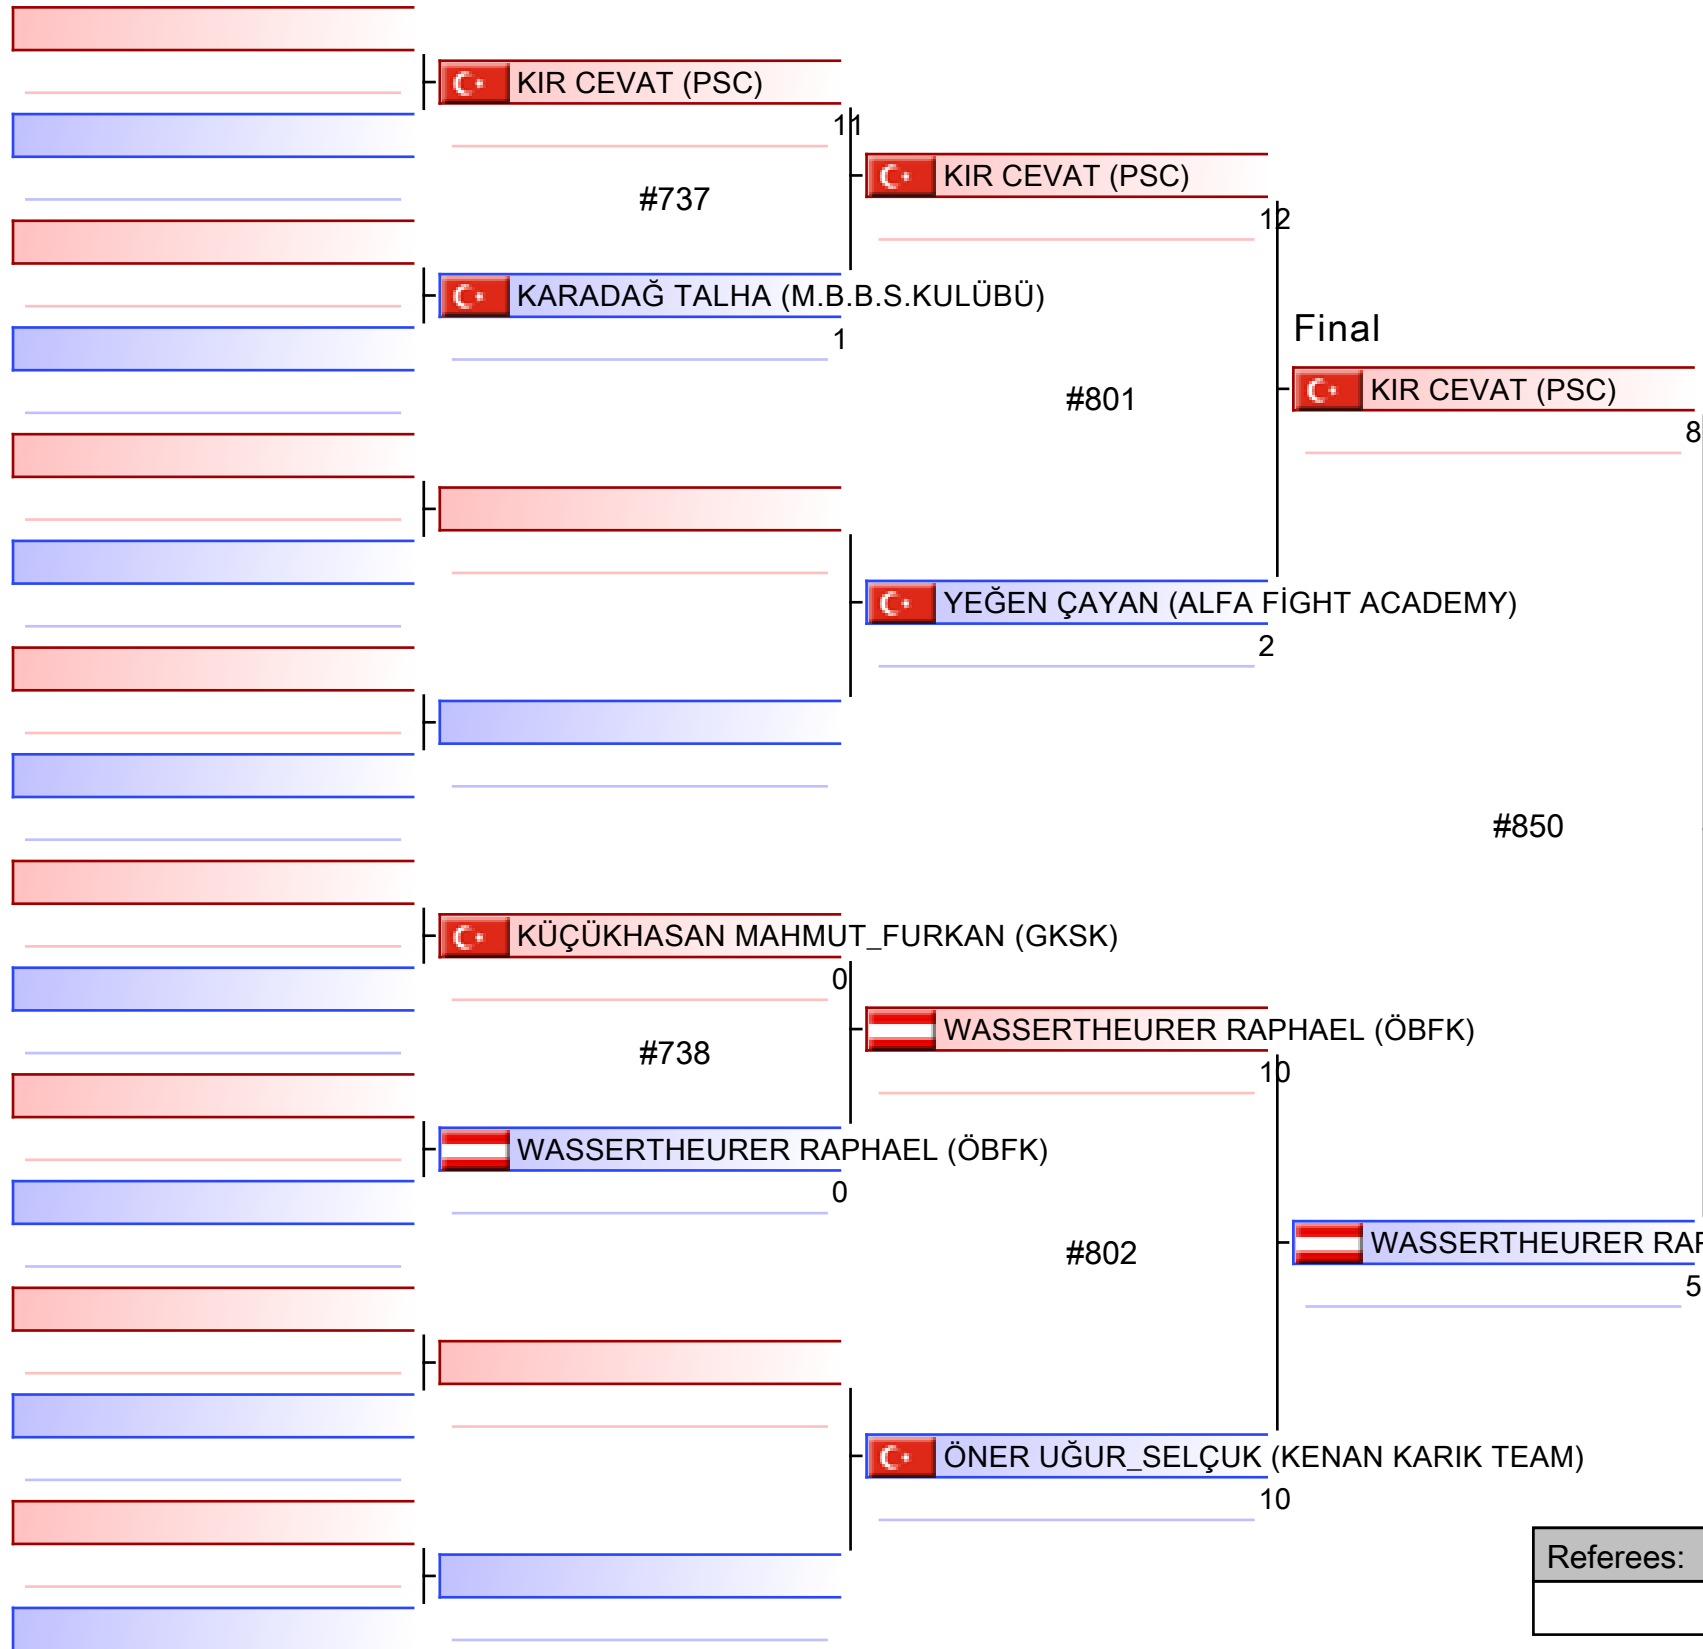 KIR CEVAT (PSC)
11
#737
KARADAĞ TALHA (M.B.B.S.KULÜBÜ)
1
KIR CEVAT (PSC)
12
#801
YEĞEN ÇAYAN (ALFA FİGHT ACADEMY)
2
Final
KIR CEVAT (PSC)
8
#850
KÜÇÜKHASAN MAHMUT_FURKAN (GKSK)
0
#738
WASSERTHEURER RAPHAEL (ÖBFK)
0
WASSERTHEURER RAPHAEL (ÖBFK)
10
#802
ÖNER UĞUR_SELÇUK (KENAN KARIK TEAM)
10
WASSERTHEURER
5
Referees: